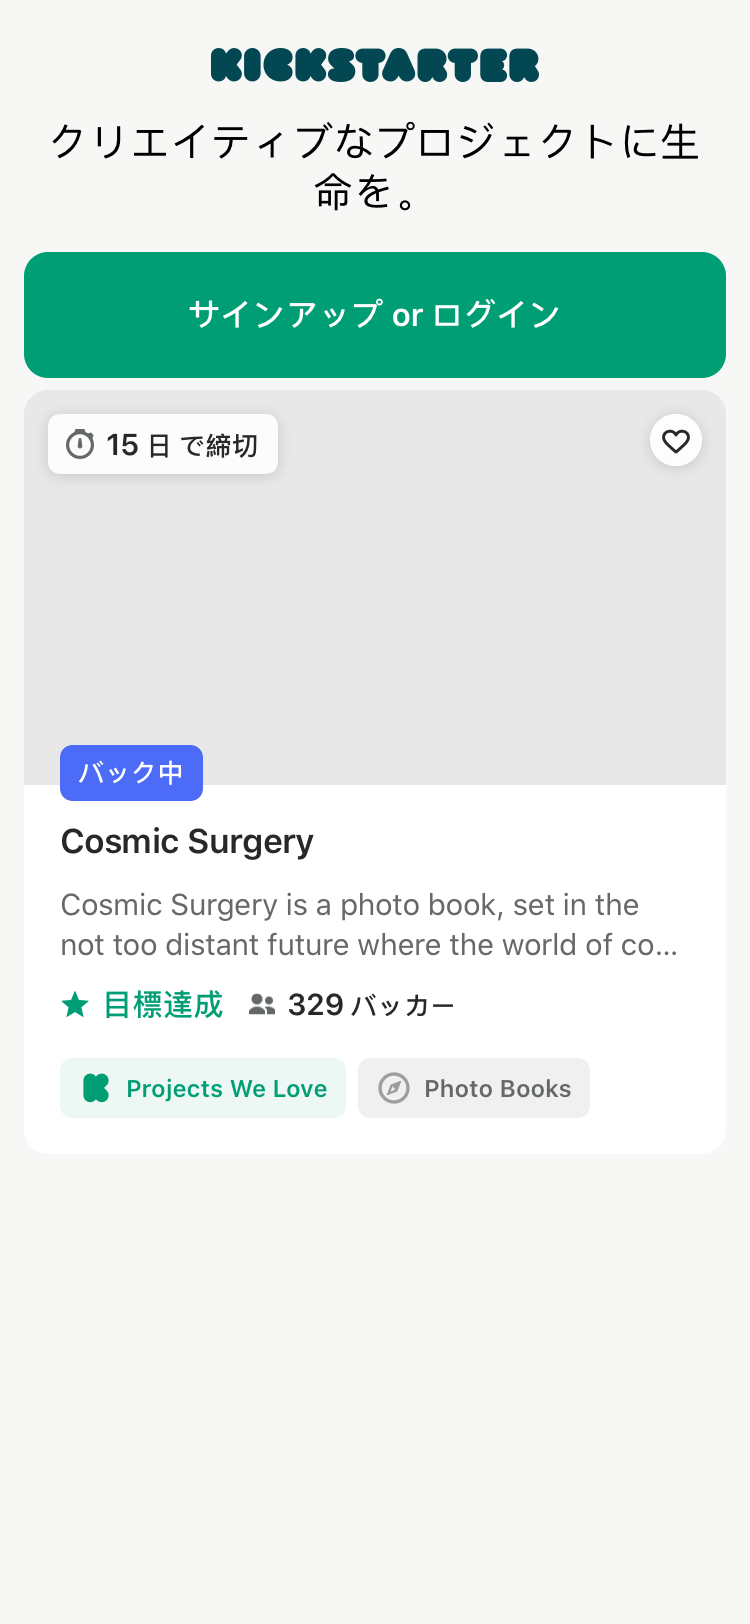 KICKSTARTER
クリエイティブなプロジェクトに生
命を。
サインアップ or ログイン
15 日 で締切
バック中
Cosmic Surgery
Cosmic Surgery is a photo book, set in the
not too distant future where the world of co...
目標達成 329 バッカー
Projects We Love Photo Books